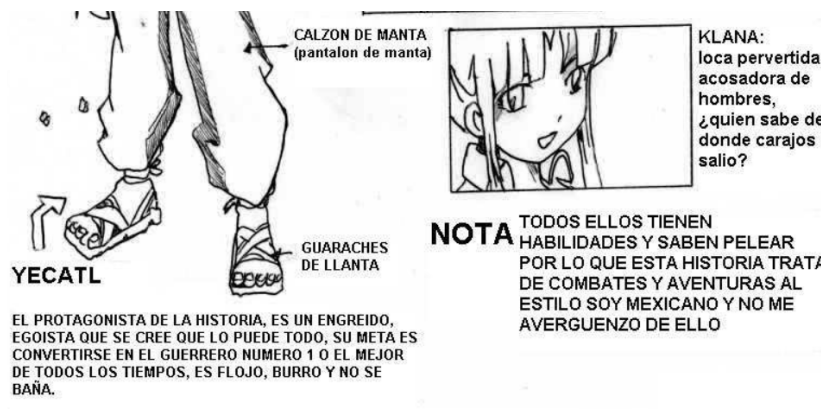 CALZON DE MANTA
(pantalon de manta)
GUARACHES
DE LLANTA
YECATL
EL PROTAGONISTA DE LA HISTORIA, ES UN ENGREIDO,
EGOISTA QUE SE CREE QUE LO PUEDE TODO, SU META ES
CONVERTIRSE EN EL GUERRERO NUMERO 1 O EL MEJOR
DE TODOS LOS TIEMPOS, ES FLOJO, BURRO Y NO SE
BAÑA.
KLANA:
loca pervertida
acosadora de
hombres,
¿quien sabe de
donde carajos
salio?
NOTA
TODOS ELLOS TIENEN
HABILIDADES Y SABEN PELEAR
POR LO QUE ESTA HISTORIA TRATA
DE COMBATES Y AVENTURAS AL
ESTILO SOY MEXICANO Y NO ME
AVERGUENZO DE ELLO